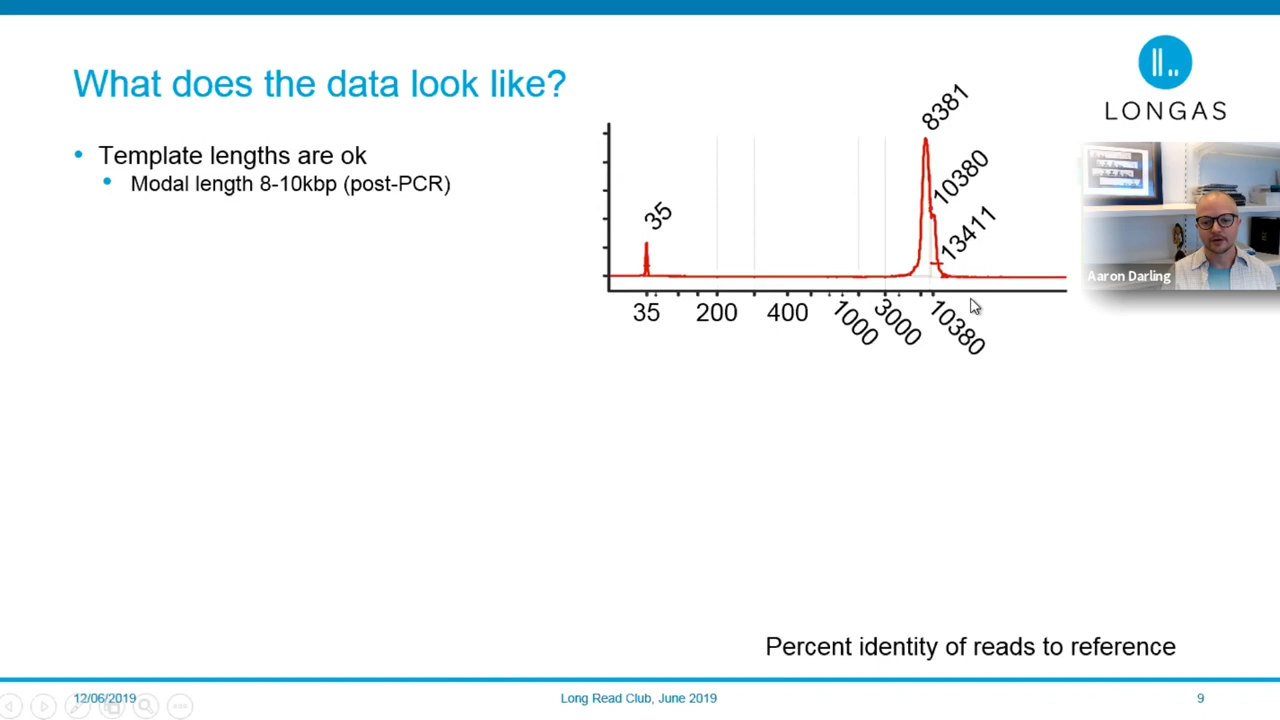 What does the data look like?
LONGAS
• Template lengths are ok
• Modal length 8-10kbp (post-PCR)
8381
10380
13411
35
35 200 400 1000 3000 10380
Aaron Darling
Percent identity of reads to reference
12/06/2019
Long Read Club, June 2019
9